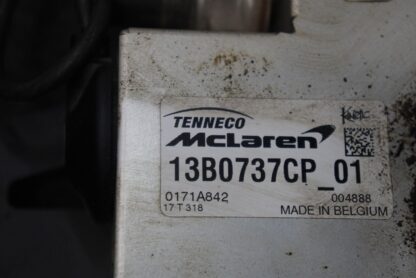 TENNECO
McLaren
13B0737CP_01
0171A842 004888
17 T 318 MADE IN BELGIUM